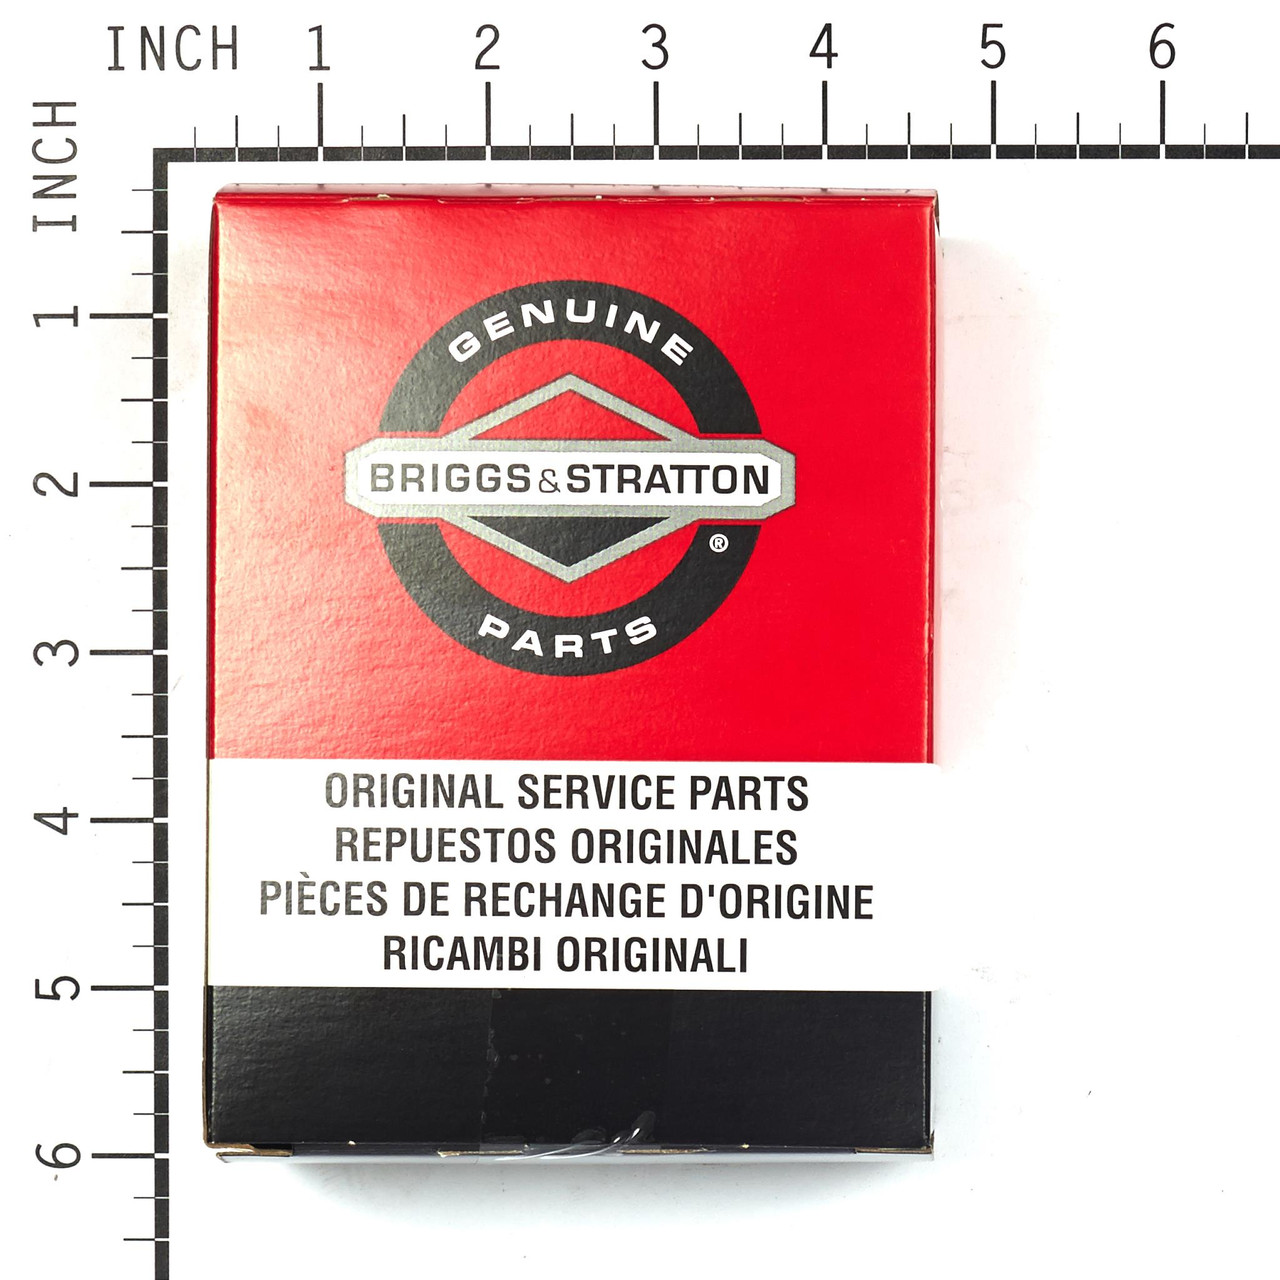 INCH 1 2 3 4 5 6
INCH 1 2 3 4 5 6
GENUINE
BRIGGS&STRATTON
®
PARTS
ORIGINAL SERVICE PARTS
REPUESTOS ORIGINALES
PIÈCES DE RECHANGE D'ORIGINE
RICAMBI ORIGINALI